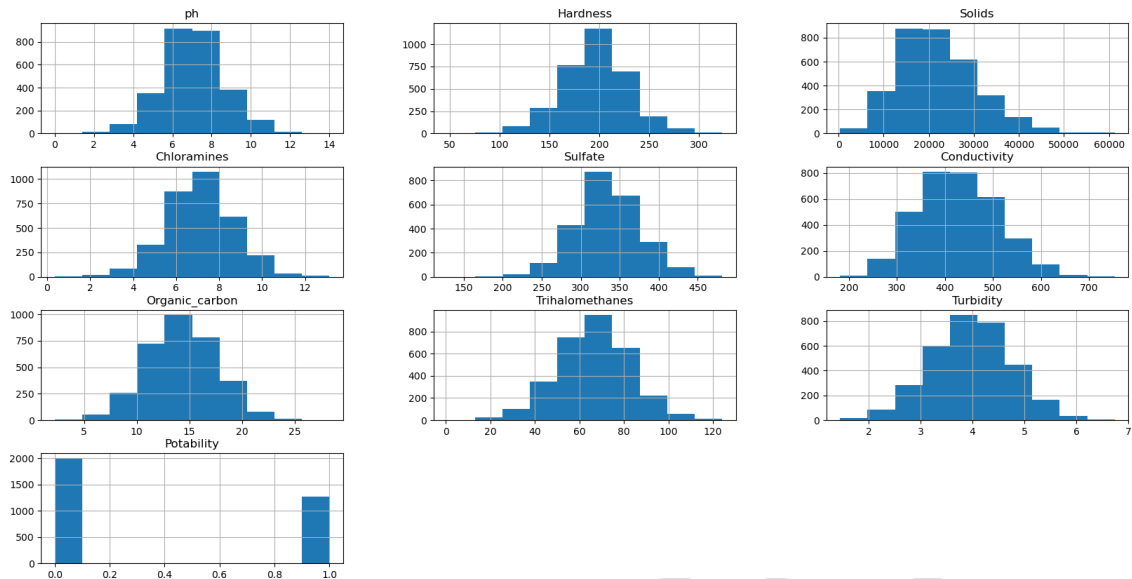 ph
800
600
400
200
0
0 2 4 6 8 10 12 14
Hardness
1000
750
500
250
0
50 100 150 200 250 300
Solids
800
600
400
200
0
0 10000 20000 30000 40000 50000 60000
Chloramines
1000
750
500
250
0
0 2 4 6 8 10 12
Sulfate
800
600
400
200
0
150 200 250 300 350 400 450
Conductivity
800
600
400
200
0
200 300 400 500 600 700
Organic_carbon
1000
750
500
250
0
5 10 15 20 25
Trihalomethanes
800
600
400
200
0
0 20 40 60 80 100 120
Turbidity
800
600
400
200
0
2 3 4 5 6 7
Potability
2000
1500
1000
500
0
0.0 0.2 0.4 0.6 0.8 1.0